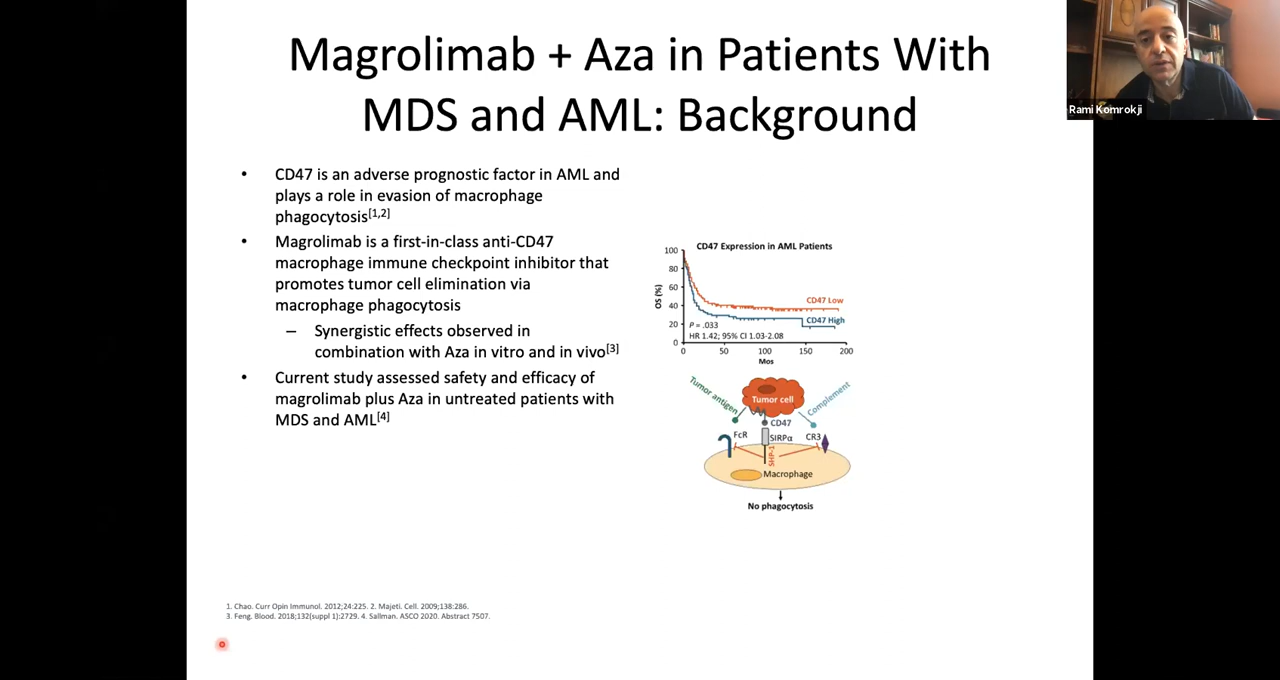 Magrolimab + Aza in Patients With
MDS and AML: Background
Rami Komrokji
• CD47 is an adverse prognostic factor in AML and
plays a role in evasion of macrophage
phagocytosis[1,2]
• Magrolimab is a first-in-class anti-CD47
macrophage immune checkpoint inhibitor that
promotes tumor cell elimination via
macrophage phagocytosis
– Synergistic effects observed in
combination with Aza in vitro and in vivo[3]
• Current study assessed safety and efficacy of
magrolimab plus Aza in untreated patients with
MDS and AML[4]
CD47 Expression in AML Patients
OS (%)
100
80
60
40
20
0
CD47 Low
CD47 High
P = .033
HR 1.42; 95% CI 1.03-2.08
0 50 100 150 200
Mos
Tumor antigen
Tumor cell
Complement
CD47
FcR
SIRPα
CR3
SHP-1
Macrophage
No phagocytosis
1. Chao. Curr Opin Immunol. 2012;24:225. 2. Majeti. Cell. 2009;138:286.
3. Feng. Blood. 2018;132(suppl 1):2729. 4. Sallman. ASCO 2020. Abstract 7507.